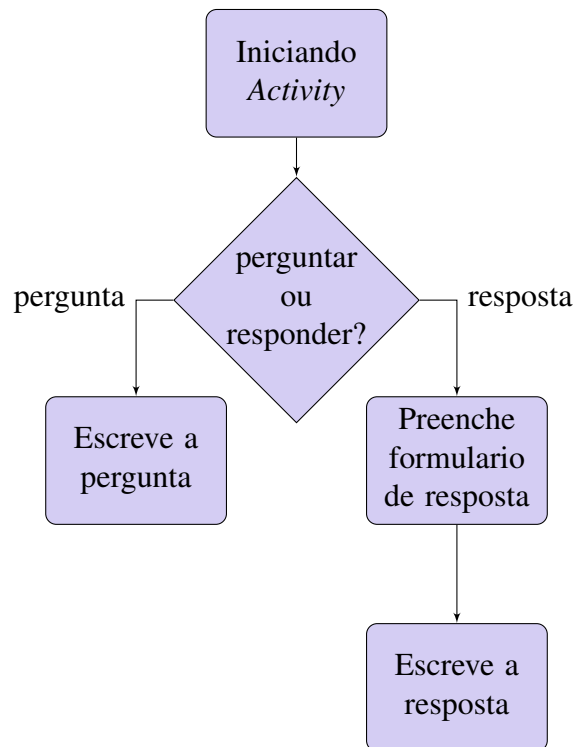 Iniciando
Activity
perguntar
ou
responder?
pergunta
resposta
Escreve a
pergunta
Preenche
formulario
de resposta
Escreve a
resposta